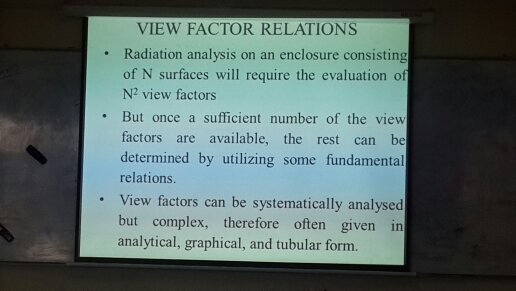 VIEW FACTOR RELATIONS
• Radiation analysis on an enclosure consisting
of N surfaces will require the evaluation of
N² view factors
• But once a sufficient number of the view
factors are available, the rest can be
determined by utilizing some fundamental
relations.
• View factors can be systematically analysed
but complex, therefore often given in
analytical, graphical, and tubular form.